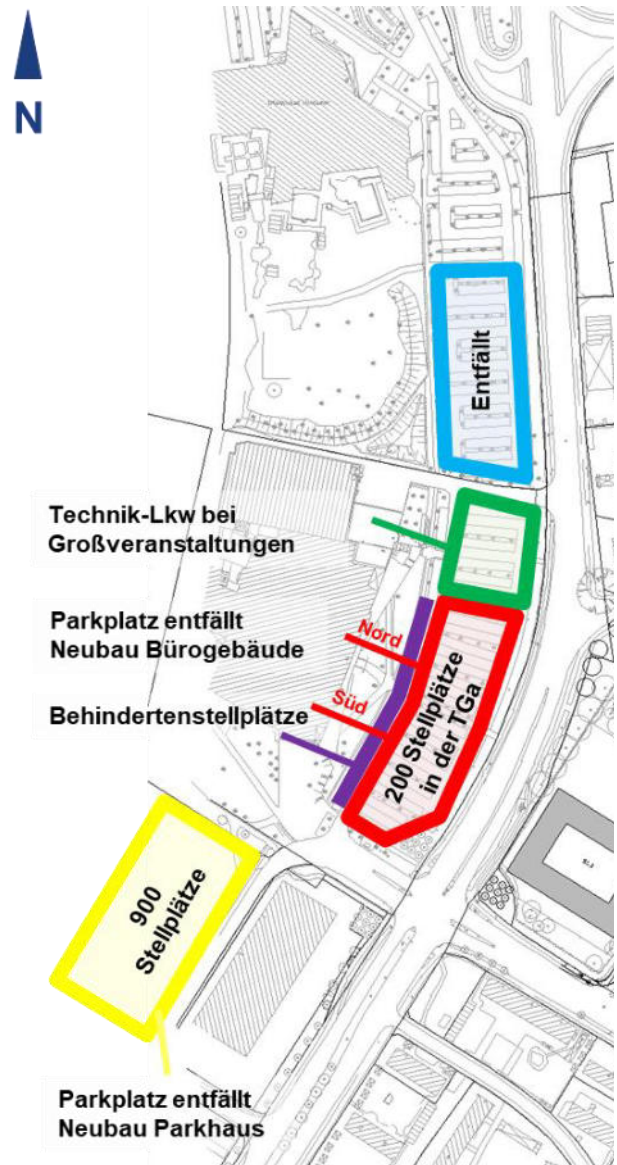 N
Entfällt
Technik-Lkw bei
Großveranstaltungen
Parkplatz entfällt
Neubau Bürogebäude
Nord
Behindertenstellplätze
Süd
200 Stellplätze
in der TGa
900
Stellplätze
Parkplatz entfällt
Neubau Parkhaus